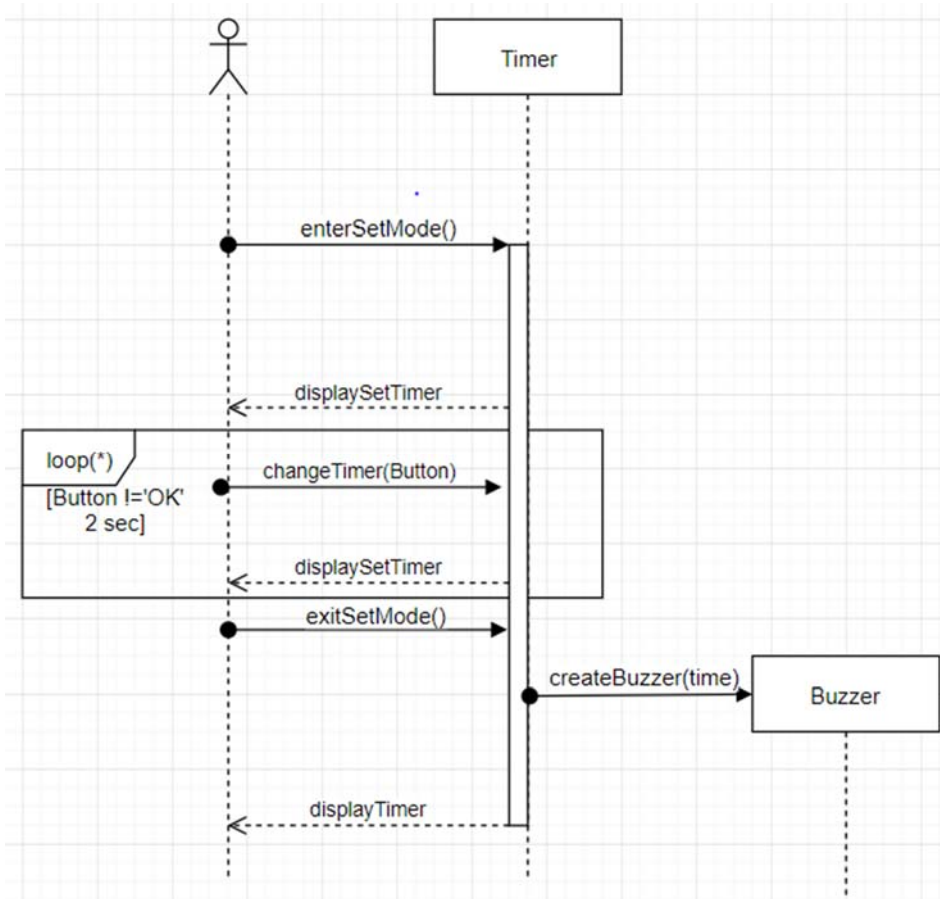 Timer
enterSetMode()
displaySetTimer
loop(*)
changeTimer(Button)
[Button !='OK'
2 sec]
displaySetTimer
exitSetMode()
createBuzzer(time)
Buzzer
displayTimer